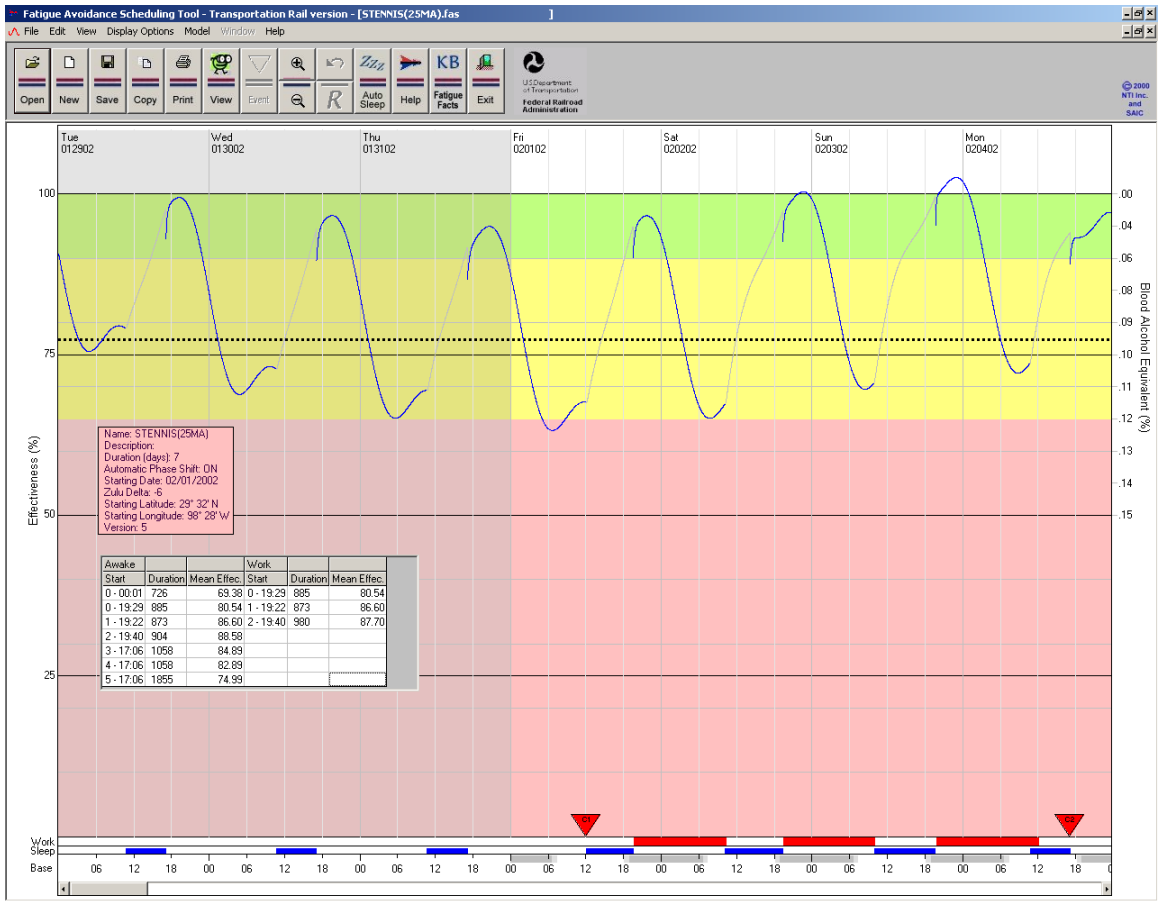 Fatigue Avoidance Scheduling Tool - Transportation Rail version - [STENNIS(25MA).fas ]
File Edit View Display Options Model Window Help
Open New Save Copy Print View Event R ZZZ Auto Sleep Help KB Fatigue Facts Exit
U.S.Department
of Transportation
Federal Railroad
Administration
© 2000
NTI Inc.
and
SAIC
Tue Wed Thu Fri Sat Sun Mon
012902 013002 013102 020102 020202 020302 020402
100
75
50
25
Effectiveness (%)
.00
.04
.06
.08
.09
.10
.11
.12
.13
.14
.15
Blood Alcohol Equivalent (%)
Name: STENNIS(25MA)
Description:
Duration (days): 7
Automatic Phase Shift: ON
Starting Date: 02/01/2002
Zulu Delta: -6
Starting Latitude: 29° 32' N
Starting Longitude: 98° 28' W
Version: 5
Awake Work
Start Duration Mean Effec. Start Duration Mean Effec.
0 - 00:01 726 69.38 0 - 19:29 885 80.54
0 - 19:29 885 80.54 1 - 19:22 873 86.60
1 - 19:22 873 86.60 2 - 19:40 980 87.70
2 - 19:40 904 88.58
3 - 17:06 1058 84.89
4 - 17:06 1058 82.89
5 - 17:06 1855 74.99
C1 C2
Work
Sleep
Base 06 12 18 00 06 12 18 00 06 12 18 00 06 12 18 00 06 12 18 00 06 12 18 00 06 12 18 0